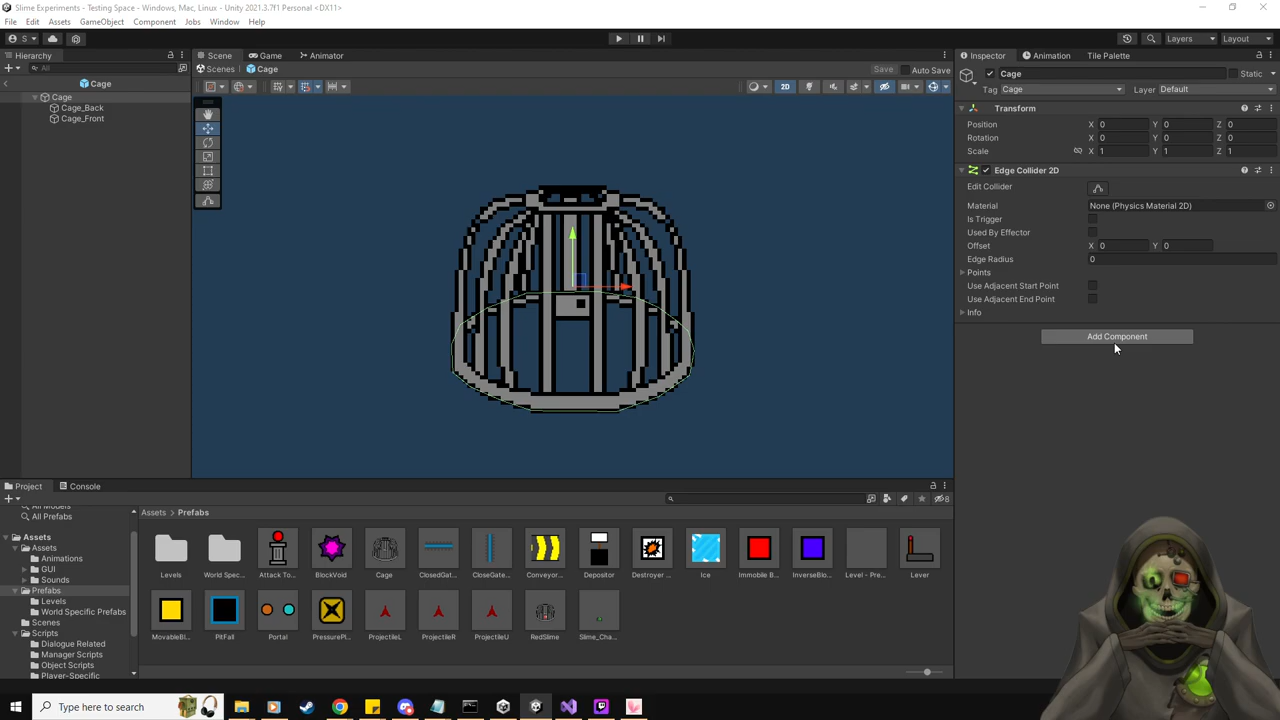 Slime Experiments - Testing Space - Windows, Mac, Linux - Unity 2021.3.7f1 Personal <DX11>
File Edit Assets GameObject Component Jobs Window Help
S
Layers Layout
Hierarchy
All
Cage
Cage
Cage_Back
Cage_Front
Scene Game Animator
Scenes Cage Save Auto Save
2D
Inspector Animation Tile Palette
Cage Static
Tag Cage Layer Default
Transform
Position X 0 Y 0 Z 0
Rotation X 0 Y 0 Z 0
Scale X 1 Y 1 Z 1
Edge Collider 2D
Edit Collider
Material None (Physics Material 2D)
Is Trigger
Used By Effector
Offset X 0 Y 0
Edge Radius 0
Points
Use Adjacent Start Point
Use Adjacent End Point
Info
Add Component
Project Console
8
All Models
All Prefabs
Assets
Assets
Animations
GUI
Sounds
Prefabs
Levels
World Specific Prefabs
Scenes
Scripts
Dialogue Related
Manager Scripts
Object Scripts
Player-Specific
Assets Prefabs
Levels World Spec... Attack To... BlockVoid Cage ClosedGat... CloseGate... Conveyor... Depositor Destroyer ... Ice Immobile B... InverseBlo... Level - Pre... Lever
MovableBl... PitFall Portal PressurePl... ProjectileL ProjectileR ProjectileU RedSlime Slime_Cha...
Type here to search